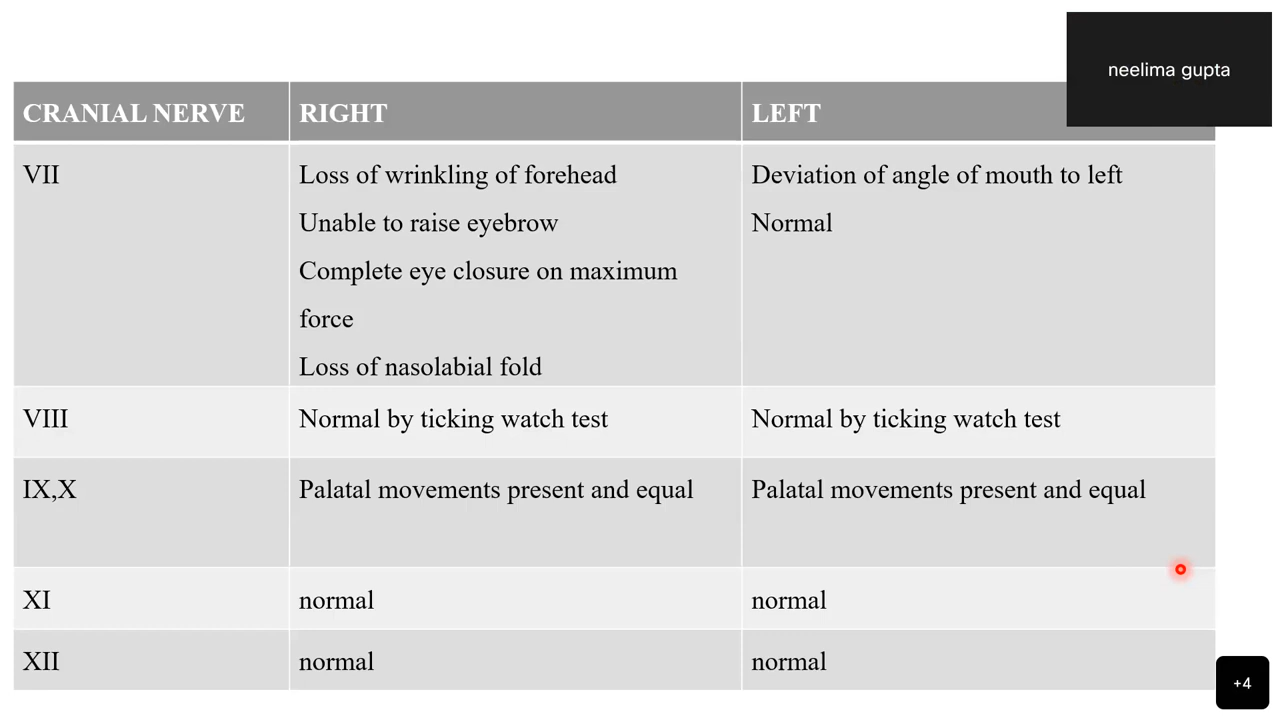 neelima gupta
CRANIAL NERVE RIGHT LEFT
VII Loss of wrinkling of forehead Deviation of angle of mouth to left
Unable to raise eyebrow Normal
Complete eye closure on maximum
force
Loss of nasolabial fold
VIII Normal by ticking watch test Normal by ticking watch test
IX,X Palatal movements present and equal Palatal movements present and equal
XI normal normal
XII normal normal
+4